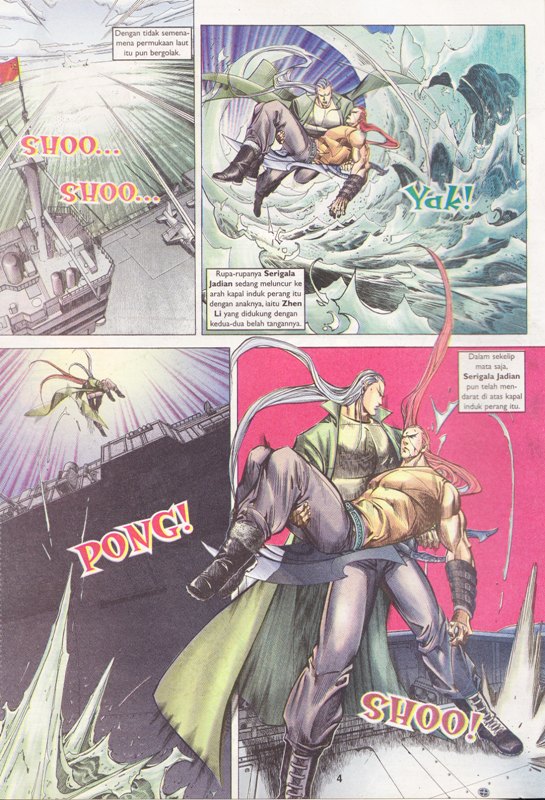 Dengan tidak semena-
mena permukaan laut
itu pun bergolak.
SHOO...
SHOO...
Yak!
Rupa-rupanya Serigala
Jadian sedang meluncur ke
arah kapal induk perang itu
dengan anaknya, iaitu Zhen
Li yang didukung dengan
kedua-dua belah tangannya.
Dalam sekelip
mata saja,
Serigala Jadian
pun telah men-
darat di atas kapal
induk perang itu.
PONG!
SHOO!
4